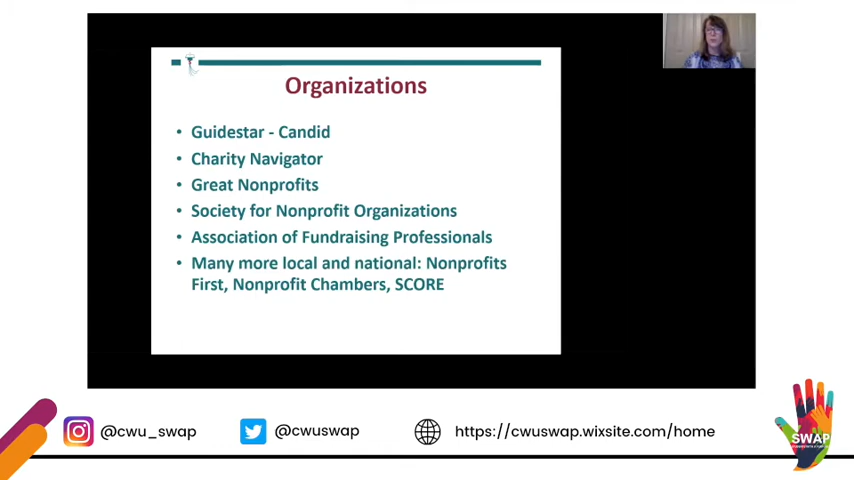 Organizations
• Guidestar - Candid
• Charity Navigator
• Great Nonprofits
• Society for Nonprofit Organizations
• Association of Fundraising Professionals
• Many more local and national: Nonprofits
First, Nonprofit Chambers, SCORE
@cwu_swap
@cwuswap
https://cwuswap.wixsite.com/home
SWAP